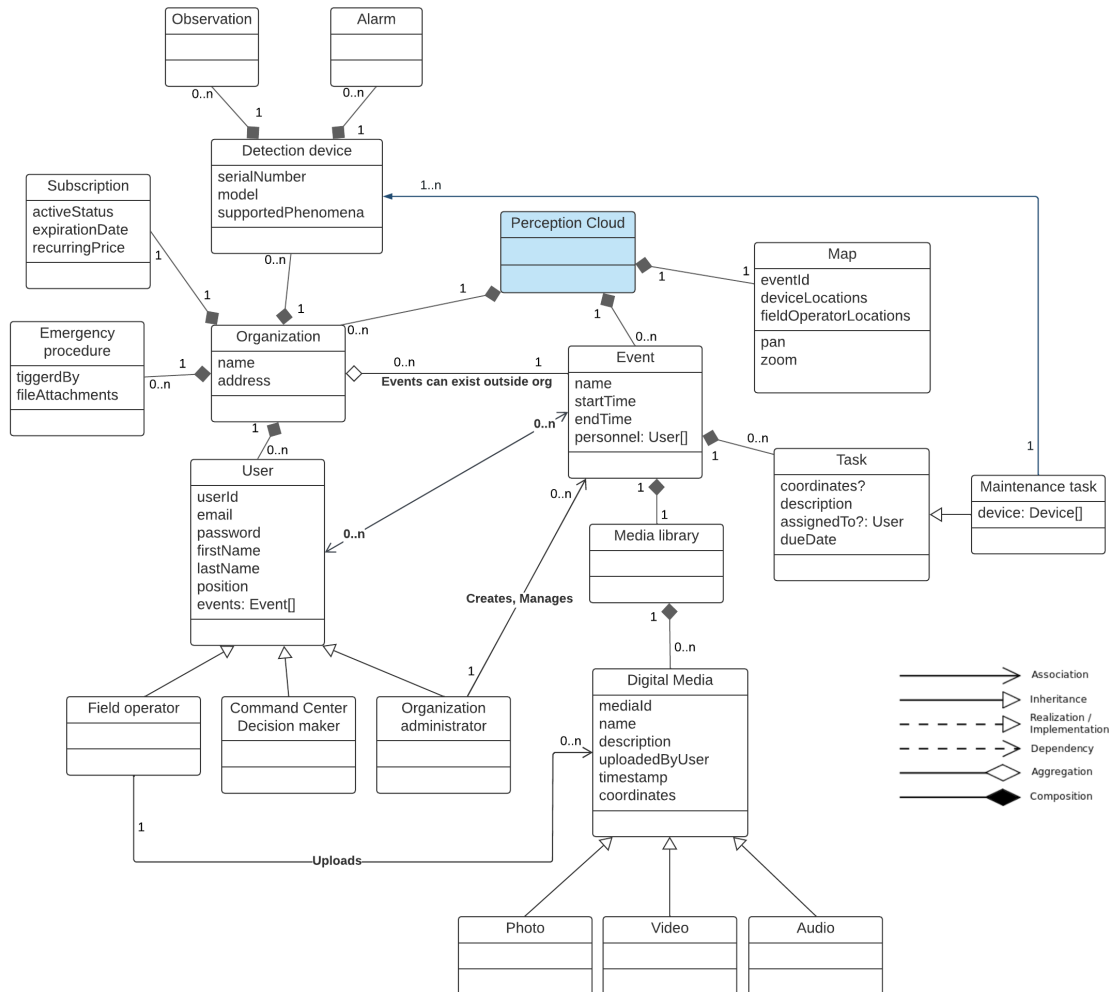 Observation
Alarm
0..n
0..n
1
1
Detection device
serialNumber
model
supportedPhenomena
0..n
1..n
Subscription
activeStatus
expirationDate
recurringPrice
1
1
1
Perception Cloud
1
1
1
1
0..n
0..n
Map
eventId
deviceLocations
fieldOperatorLocations
pan
zoom
Emergency
procedure
tiggerdBy
fileAttachments
1
0..n
Organization
name
address
0..n
1
Events can exist outside org
Event
name
startTime
endTime
personnel: User[]
1
0..n
0..n
0..n
1
0..n
User
userId
email
password
firstName
lastName
position
events: Event[]
0..n
1
1
1
Task
coordinates?
description
assignedTo?: User
dueDate
1
Maintenance task
device: Device[]
Media library
Creates, Manages
1
1
0..n
Field operator
Command Center
Decision maker
Organization
administrator
Digital Media
mediaId
name
description
uploadedByUser
timestamp
coordinates
0..n
1
Uploads
Association
Inheritance
Realization /
Implementation
Dependency
Aggregation
Composition
Photo
Video
Audio